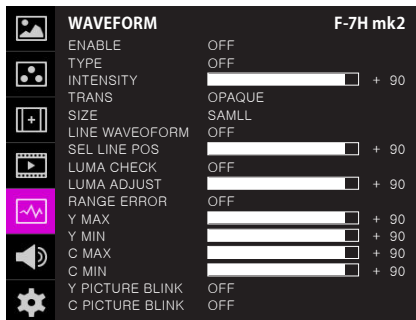 WAVEFORM F-7H mk2
ENABLE OFF
TYPE OFF
INTENSITY + 90
TRANS OPAQUE
SIZE SAMLL
LINE WAVEOFORM OFF
SEL LINE POS + 90
LUMA CHECK OFF
LUMA ADJUST + 90
RANGE ERROR OFF
Y MAX + 90
Y MIN + 90
C MAX + 90
C MIN + 90
Y PICTURE BLINK OFF
C PICTURE BLINK OFF